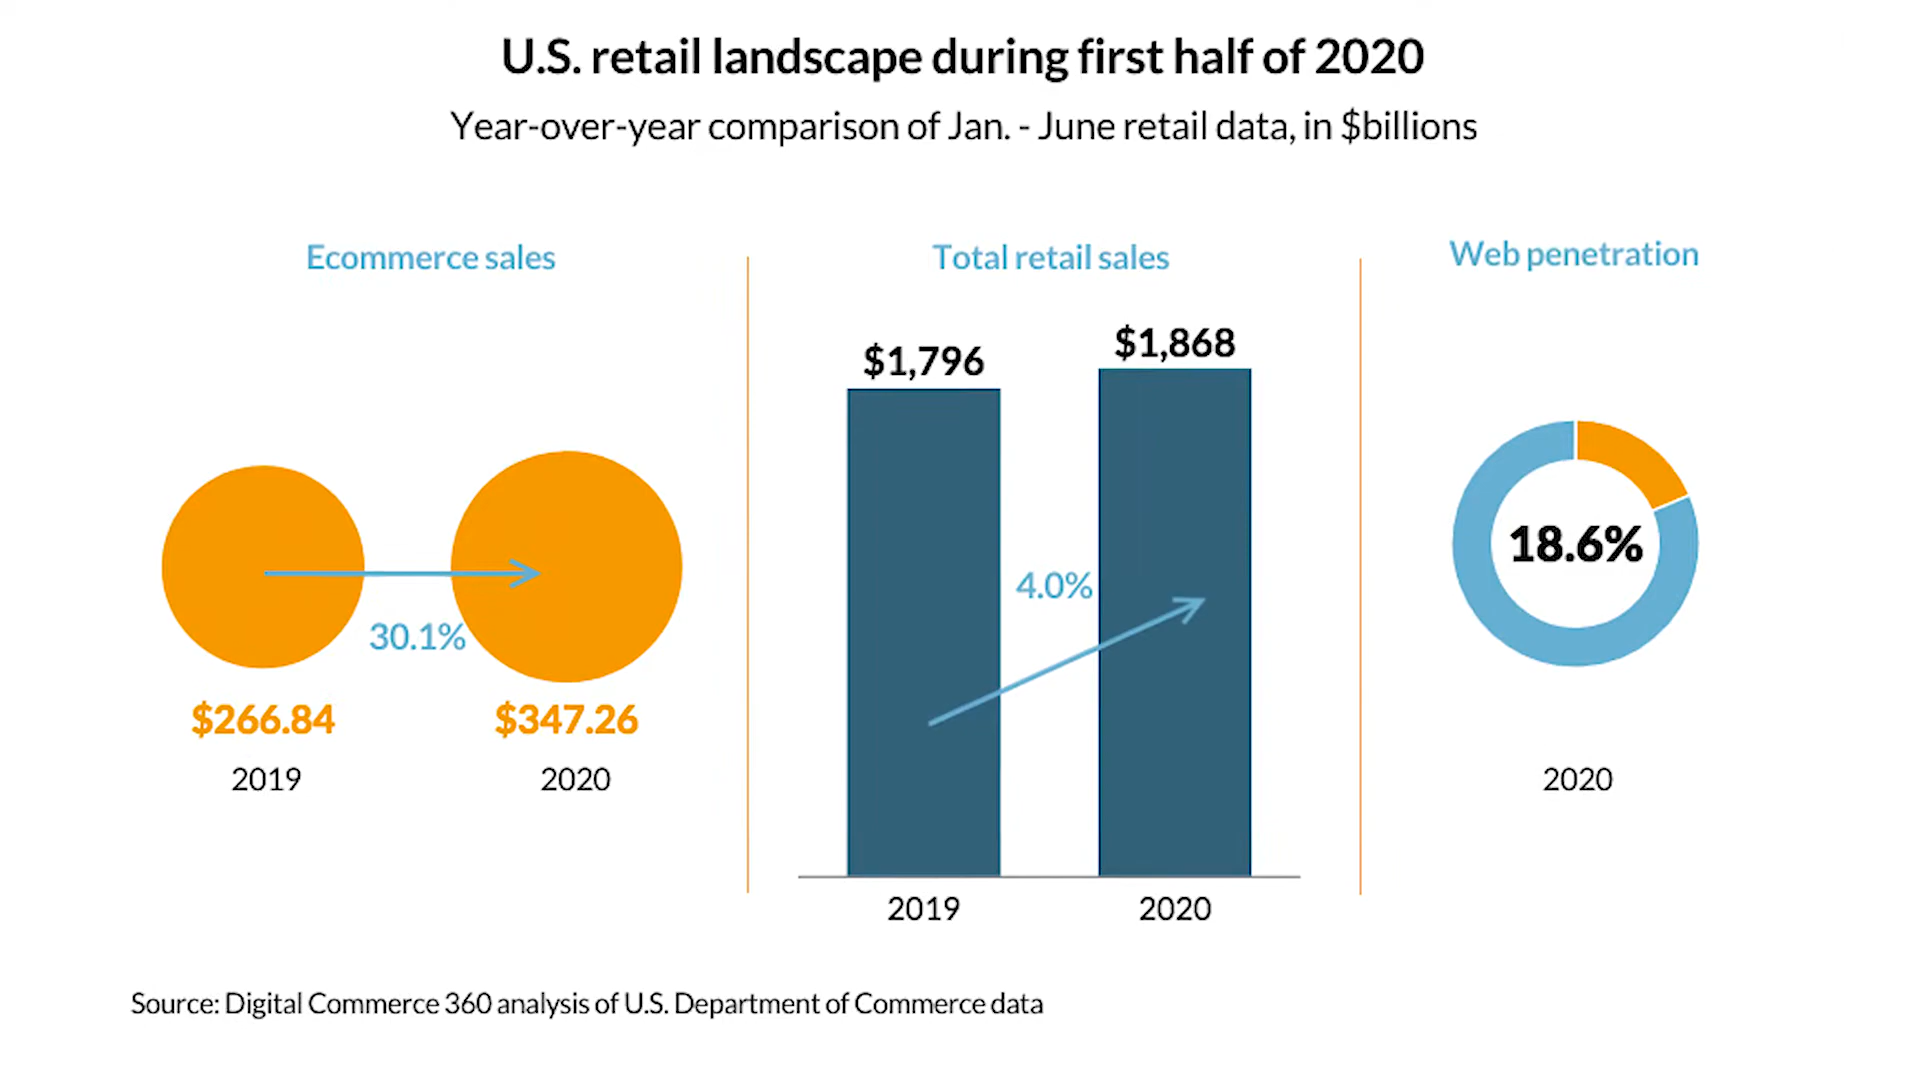 U.S. retail landscape during first half of 2020
Year-over-year comparison of Jan. - June retail data, in $billions
Ecommerce sales
30.1%
$266.84
$347.26
2019
2020
Total retail sales
$1,796
$1,868
4.0%
2019
2020
Web penetration
18.6%
2020
Source: Digital Commerce 360 analysis of U.S. Department of Commerce data